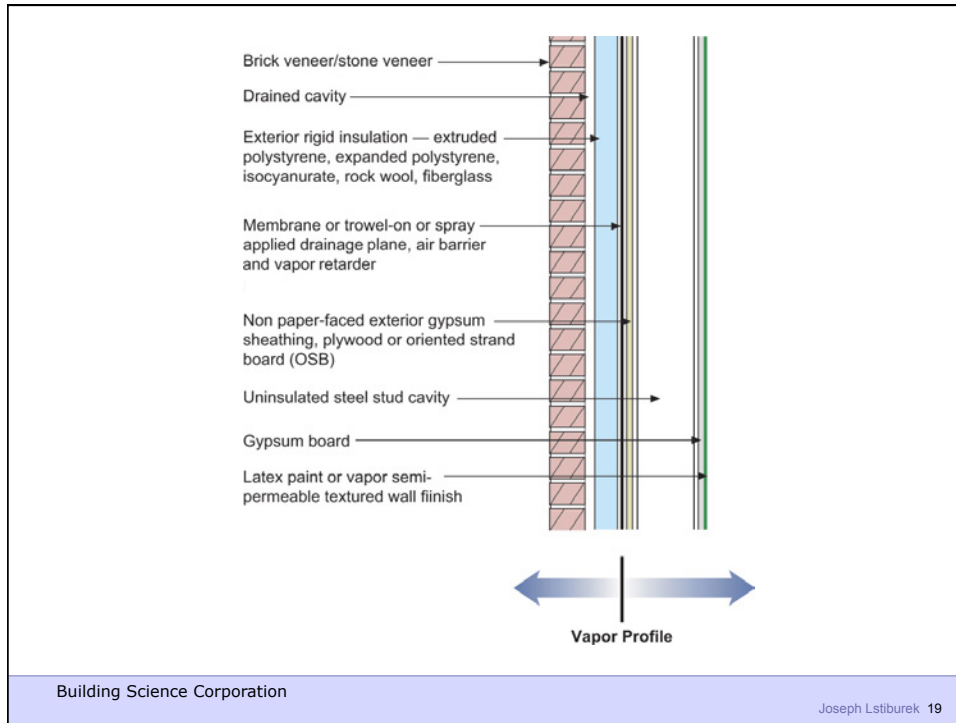 Brick veneer/stone veneer
Drained cavity
Exterior rigid insulation — extruded
polystyrene, expanded polystyrene,
isocyanurate, rock wool, fiberglass
Membrane or trowel-on or spray
applied drainage plane, air barrier
and vapor retarder
Non paper-faced exterior gypsum
sheathing, plywood or oriented strand
board (OSB)
Uninsulated steel stud cavity
Gypsum board
Latex paint or vapor semi-
permeable textured wall fiinish
Vapor Profile
Building Science Corporation
Joseph Lstiburek 19